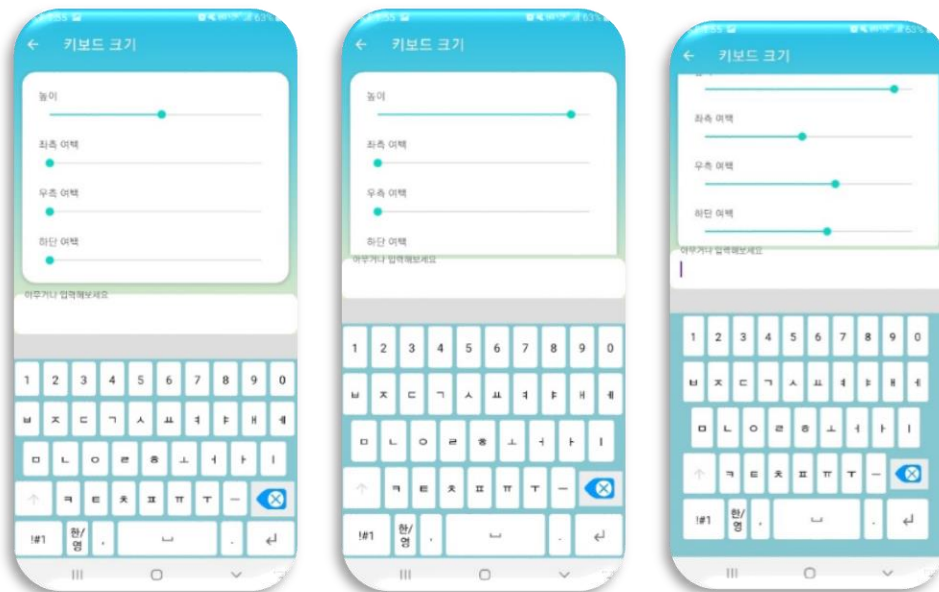 키보드 크기
높이
좌측 여백
우측 여백
하단 여백
아무거나 입력해보세요
1 2 3 4 5 6 7 8 9 0
ㅂ ㅈ ㄷ ㄱ ㅅ ㅛ ㅕ ㅑ ㅐ ㅔ
ㅁ ㄴ ㅇ ㄹ ㅎ ㅗ ㅓ ㅏ ㅣ
ㅋ ㅌ ㅊ ㅍ ㅠ ㅜ ㅡ
!#1 한/영 , .
키보드 크기
높이
좌측 여백
우측 여백
하단 여백
아무거나 입력해보세요
1 2 3 4 5 6 7 8 9 0
ㅂ ㅈ ㄷ ㄱ ㅅ ㅛ ㅕ ㅑ ㅐ ㅔ
ㅁ ㄴ ㅇ ㄹ ㅎ ㅗ ㅓ ㅏ ㅣ
ㅋ ㅌ ㅊ ㅍ ㅠ ㅜ ㅡ
!#1 한/영 , .
키보드 크기
좌측 여백
우측 여백
하단 여백
아무거나 입력해보세요
1 2 3 4 5 6 7 8 9 0
ㅂ ㅈ ㄷ ㄱ ㅅ ㅛ ㅕ ㅑ ㅐ ㅔ
ㅁ ㄴ ㅇ ㄹ ㅎ ㅗ ㅓ ㅏ ㅣ
ㅋ ㅌ ㅊ ㅍ ㅠ ㅜ ㅡ
!#1 한/영 , .